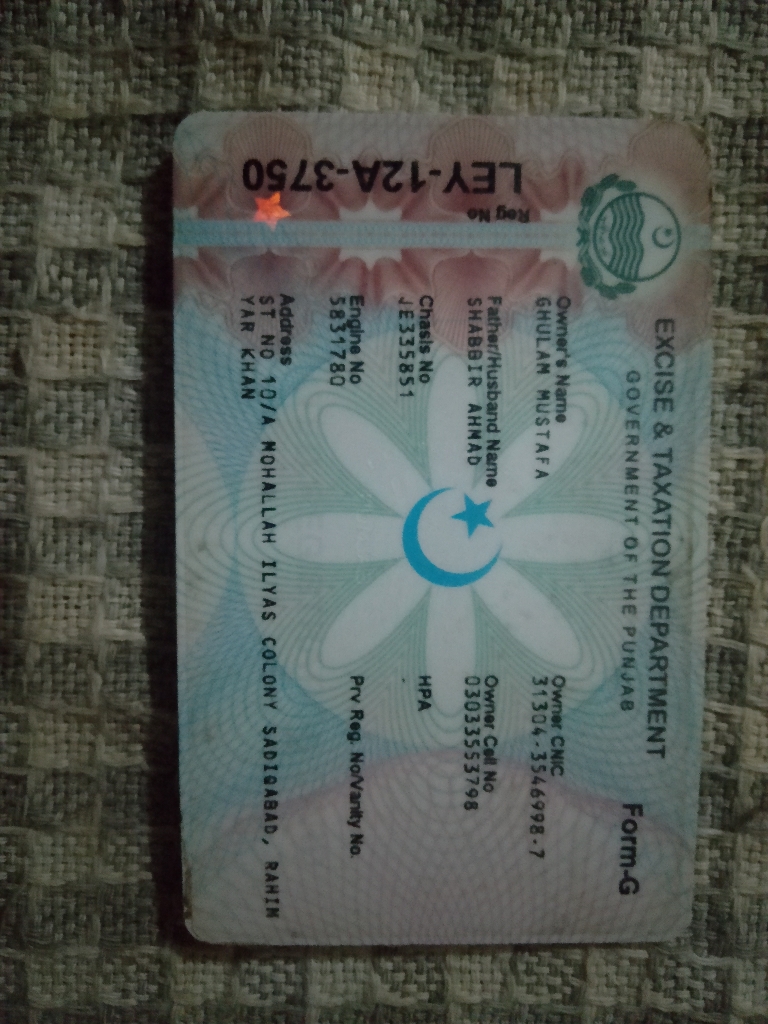 EXCISE & TAXATION DEPARTMENT
GOVERNMENT OF THE PUNJAB
Form-G
Reg No
LEY-12A-3750
Owner's Name
GHULAM MUSTAFA
Owner CNIC
31304-3546998-7
Father/Husband Name
SHABBIR AHMAD
Owner Cell No
03033553798
Chasis No
JE335851
HPA
.
Engine No
5831780
Prv Reg. No/Vanity No.
Address
ST NO 10/A MOHALLAH ILYAS COLONY SADIQABAD, RAHIM
YAR KHAN